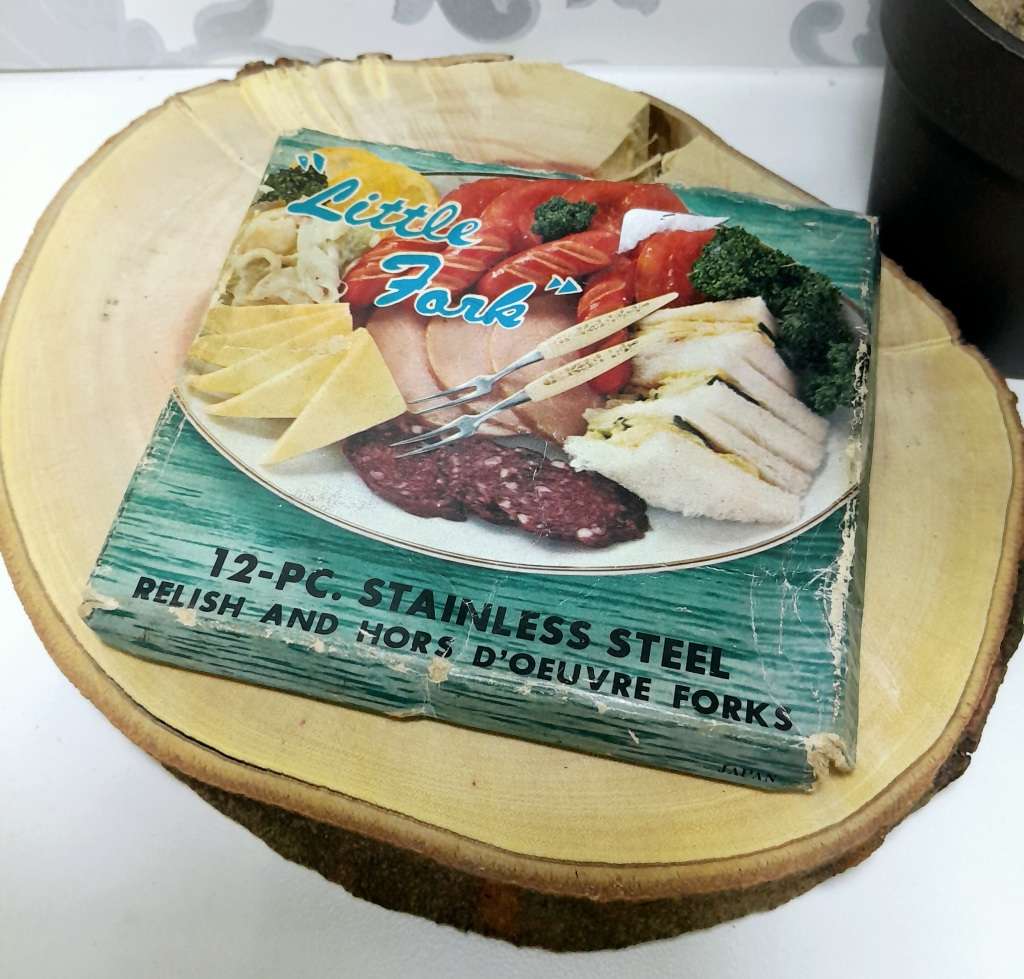 "Little
Fork"
12-PC. STAINLESS STEEL
RELISH AND HORS D'OEUVRE FORKS
JAPAN